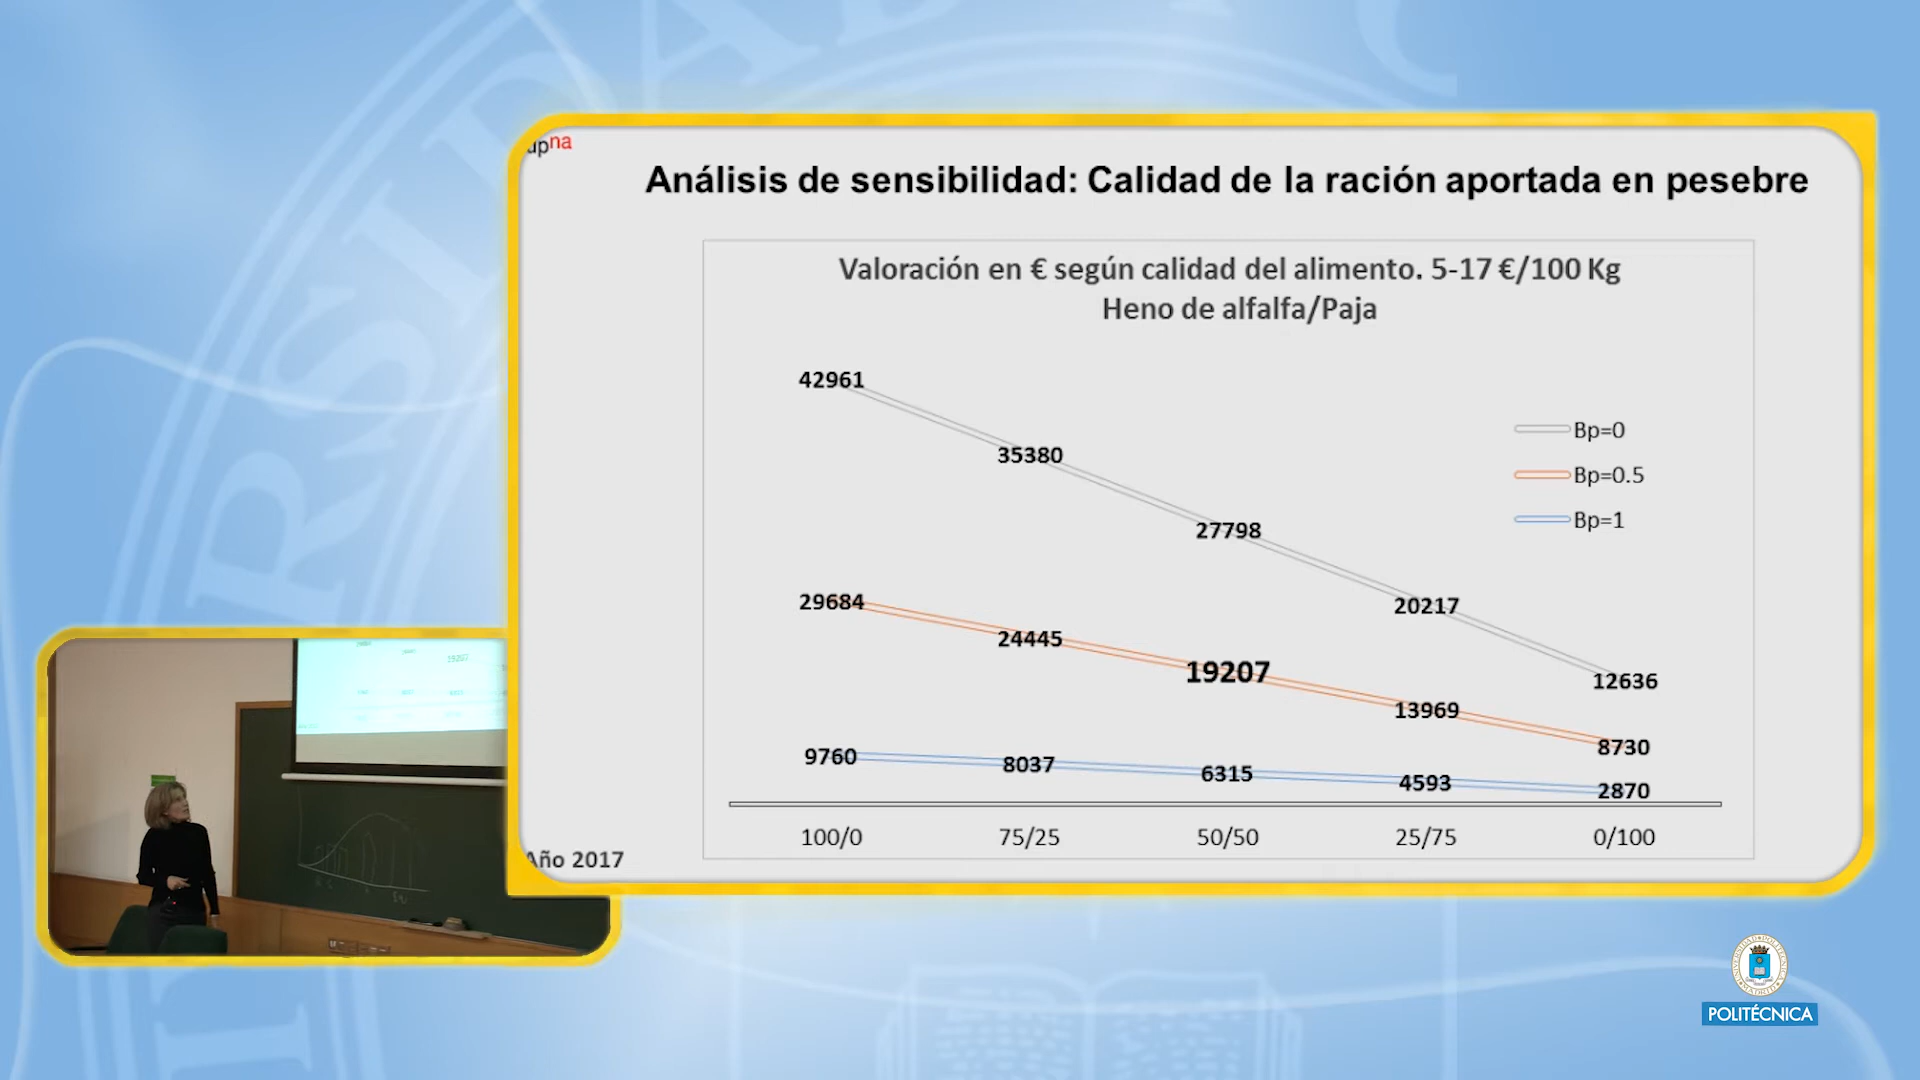 upna
Análisis de sensibilidad: Calidad de la ración aportada en pesebre
Valoración en € según calidad del alimento. 5-17 €/100 Kg
Heno de alfalfa/Paja
42961
35380
27798
20217
12636
Bp=0
Bp=0.5
Bp=1
29684
24445
19207
13969
8730
9760
8037
6315
4593
2870
100/0
75/25
50/50
25/75
0/100
Año 2017
19207
POLITÉCNICA